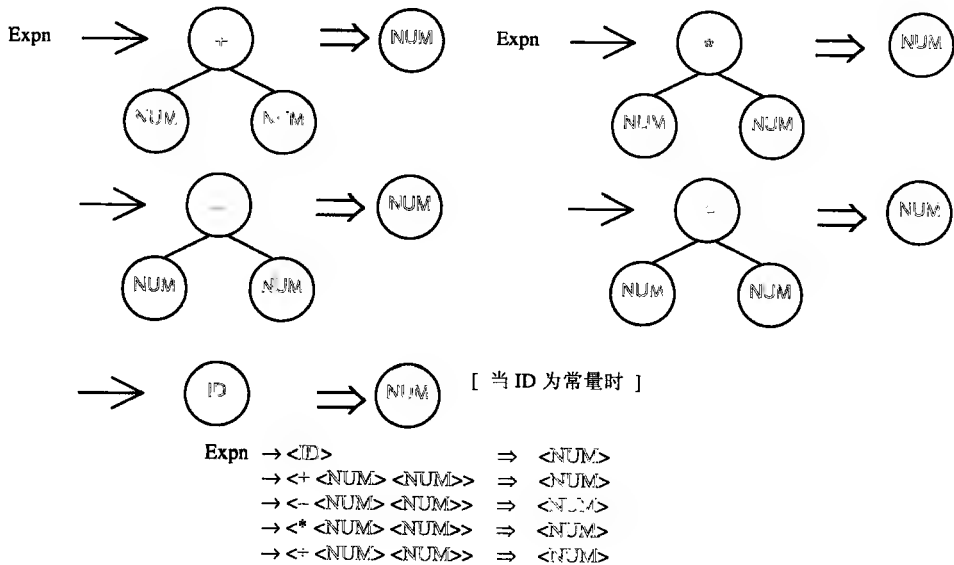 Expn + NUM Expn * NUM
NUM NUM NUM NUM
− NUM NUM
NUM NUM NUM NUM
ID NUM [ 当 ID 为常量时 ]
Expn → <ID> ⇒ <NUM>
→ <+ <NUM> <NUM>> ⇒ <NUM>
→ <− <NUM> <NUM>> ⇒ <NUM>
→ <* <NUM> <NUM>> ⇒ <NUM>
→ <÷ <NUM> <NUM>> ⇒ <NUM>